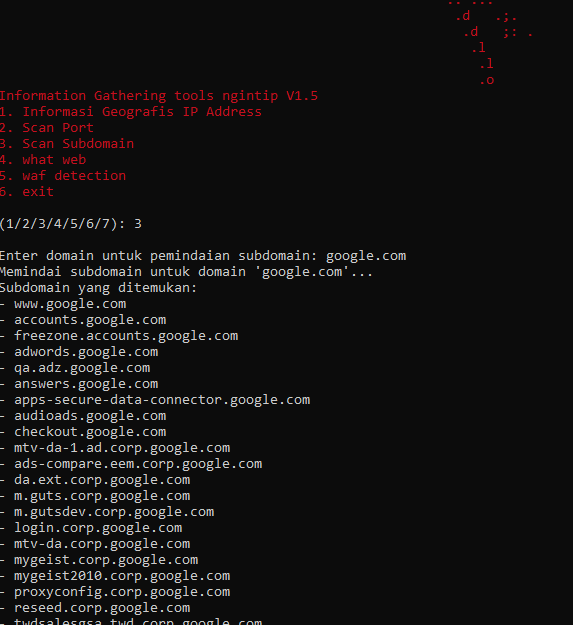 .. ...
.d   .;.
.d   ;: .
.l
.l
.o
Information Gathering tools ngintip V1.5
1. Informasi Geografis IP Address
2. Scan Port
3. Scan Subdomain
4. what web
5. waf detection
6. exit
(1/2/3/4/5/6/7): 3
Enter domain untuk pemindaian subdomain: google.com
Memindai subdomain untuk domain 'google.com'...
Subdomain yang ditemukan:
- www.google.com
- accounts.google.com
- freezone.accounts.google.com
- adwords.google.com
- qa.adz.google.com
- answers.google.com
- apps-secure-data-connector.google.com
- audioads.google.com
- checkout.google.com
- mtv-da-1.ad.corp.google.com
- ads-compare.eem.corp.google.com
- da.ext.corp.google.com
- m.guts.corp.google.com
- m.gutsdev.corp.google.com
- login.corp.google.com
- mtv-da.corp.google.com
- mygeist.corp.google.com
- mygeist2010.corp.google.com
- proxyconfig.corp.google.com
- reseed.corp.google.com
- twdsalesgsa.twd.corp.google.com